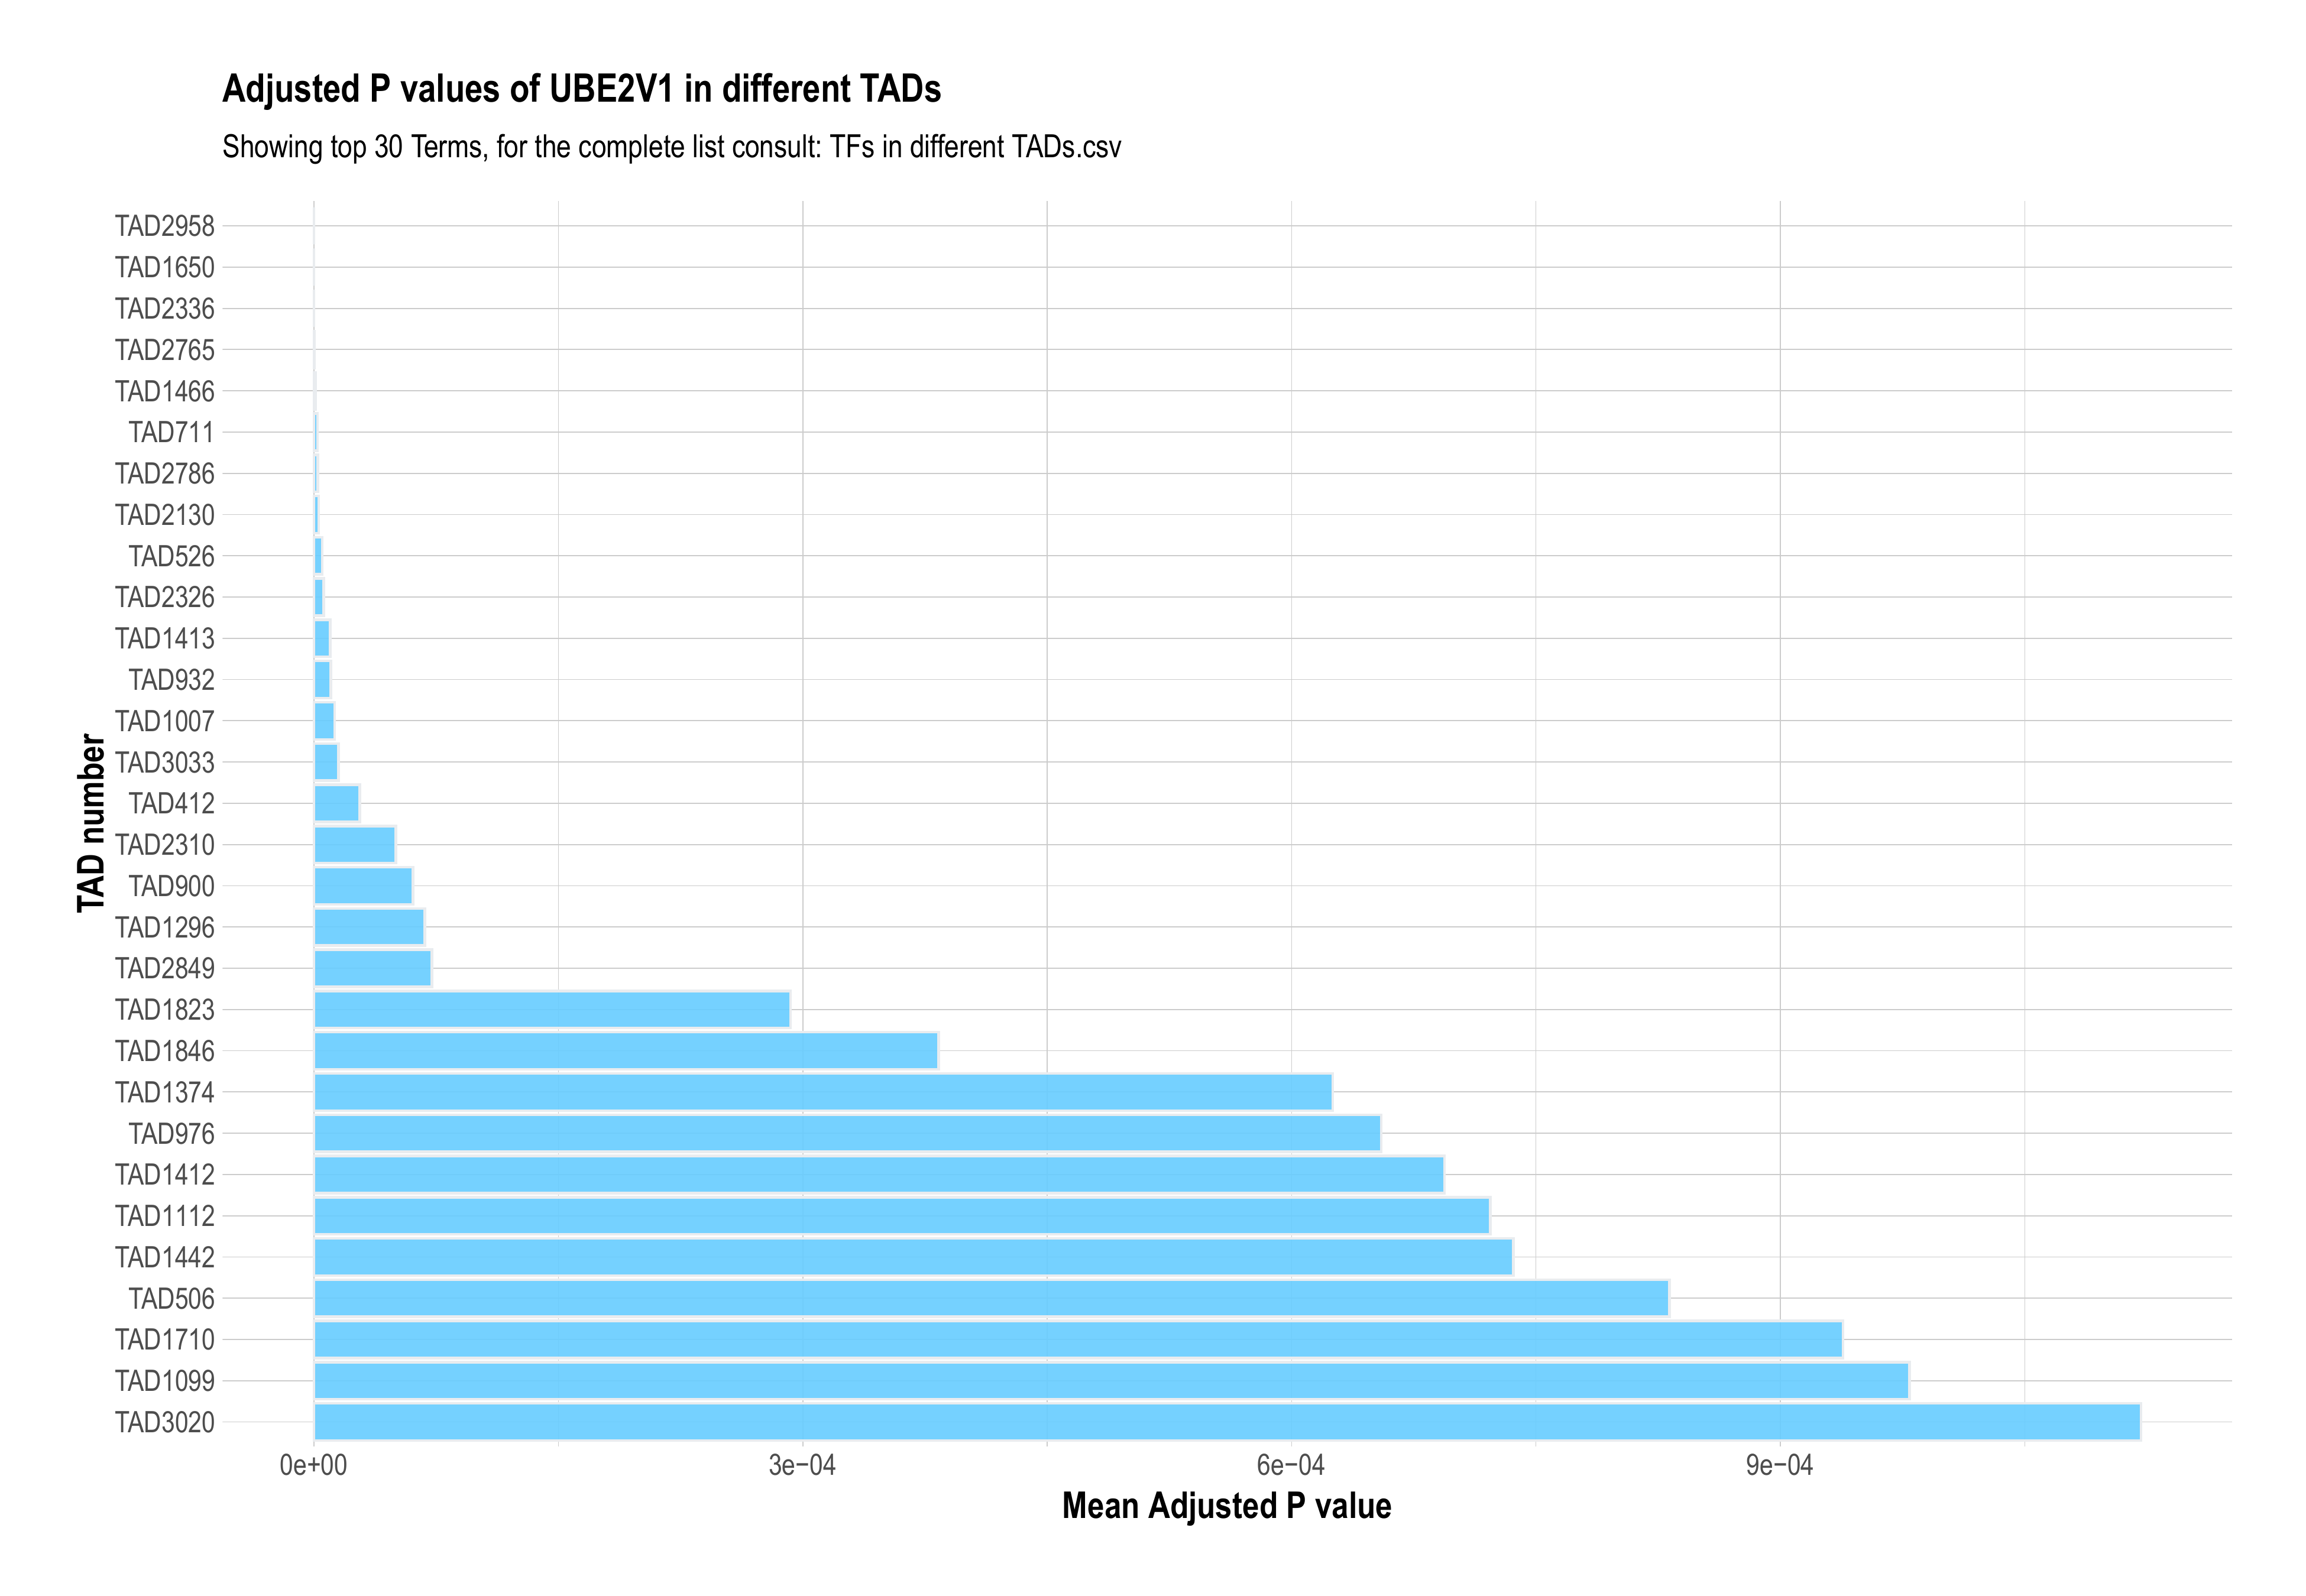 Adjusted P values of UBE2V1 in different TADs
Showing top 30 Terms, for the complete list consult: TFs in different TADs.csv
TAD number
TAD2958
TAD1650
TAD2336
TAD2765
TAD1466
TAD711
TAD2786
TAD2130
TAD526
TAD2326
TAD1413
TAD932
TAD1007
TAD3033
TAD412
TAD2310
TAD900
TAD1296
TAD2849
TAD1823
TAD1846
TAD1374
TAD976
TAD1412
TAD1112
TAD1442
TAD506
TAD1710
TAD1099
TAD3020
0e+00 3e−04 6e−04 9e−04
Mean Adjusted P value